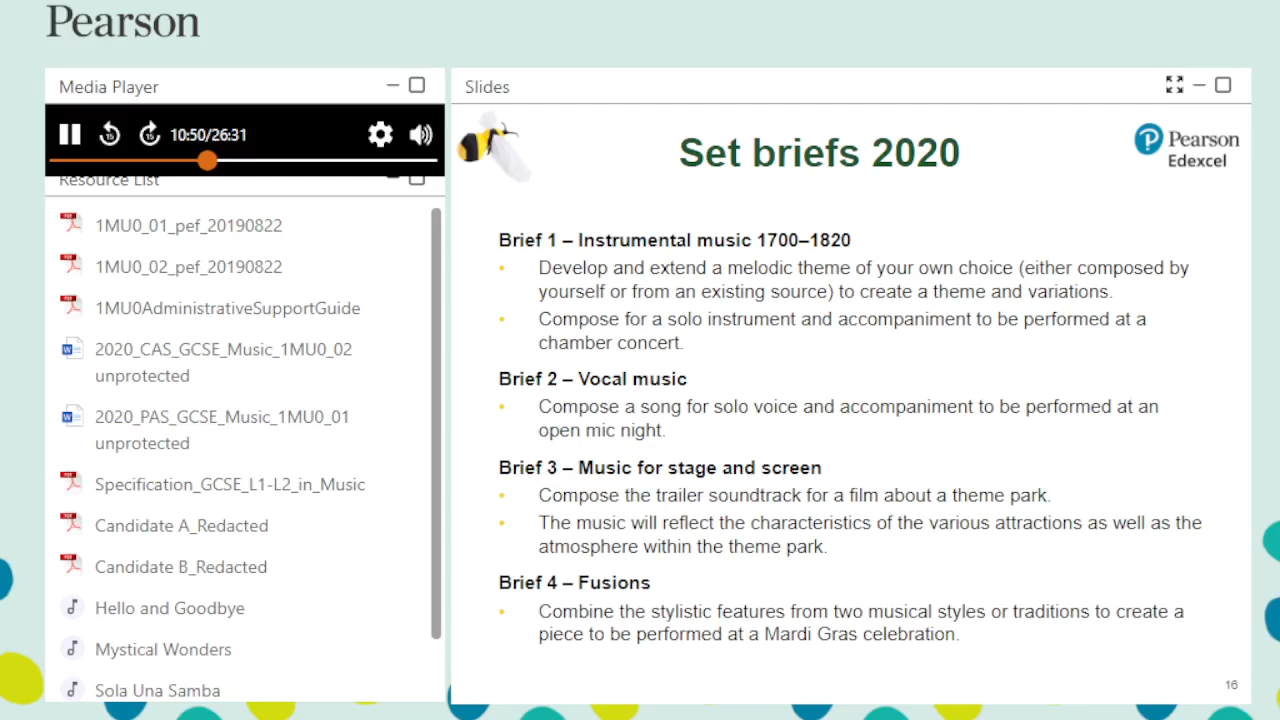 Pearson
Media Player
15
15
10:50/26:31
Resource List
1MU0_01_pef_20190822
1MU0_02_pef_20190822
1MU0AdministrativeSupportGuide
2020_CAS_GCSE_Music_1MU0_02
unprotected
2020_PAS_GCSE_Music_1MU0_01
unprotected
Specification_GCSE_L1-L2_in_Music
Candidate A_Redacted
Candidate B_Redacted
Hello and Goodbye
Mystical Wonders
Sola Una Samba
Slides
Set briefs 2020
Pearson
Edexcel
Brief 1 – Instrumental music 1700–1820
• Develop and extend a melodic theme of your own choice (either composed by
yourself or from an existing source) to create a theme and variations.
• Compose for a solo instrument and accompaniment to be performed at a
chamber concert.
Brief 2 – Vocal music
• Compose a song for solo voice and accompaniment to be performed at an
open mic night.
Brief 3 – Music for stage and screen
• Compose the trailer soundtrack for a film about a theme park.
• The music will reflect the characteristics of the various attractions as well as the
atmosphere within the theme park.
Brief 4 – Fusions
• Combine the stylistic features from two musical styles or traditions to create a
piece to be performed at a Mardi Gras celebration.
16